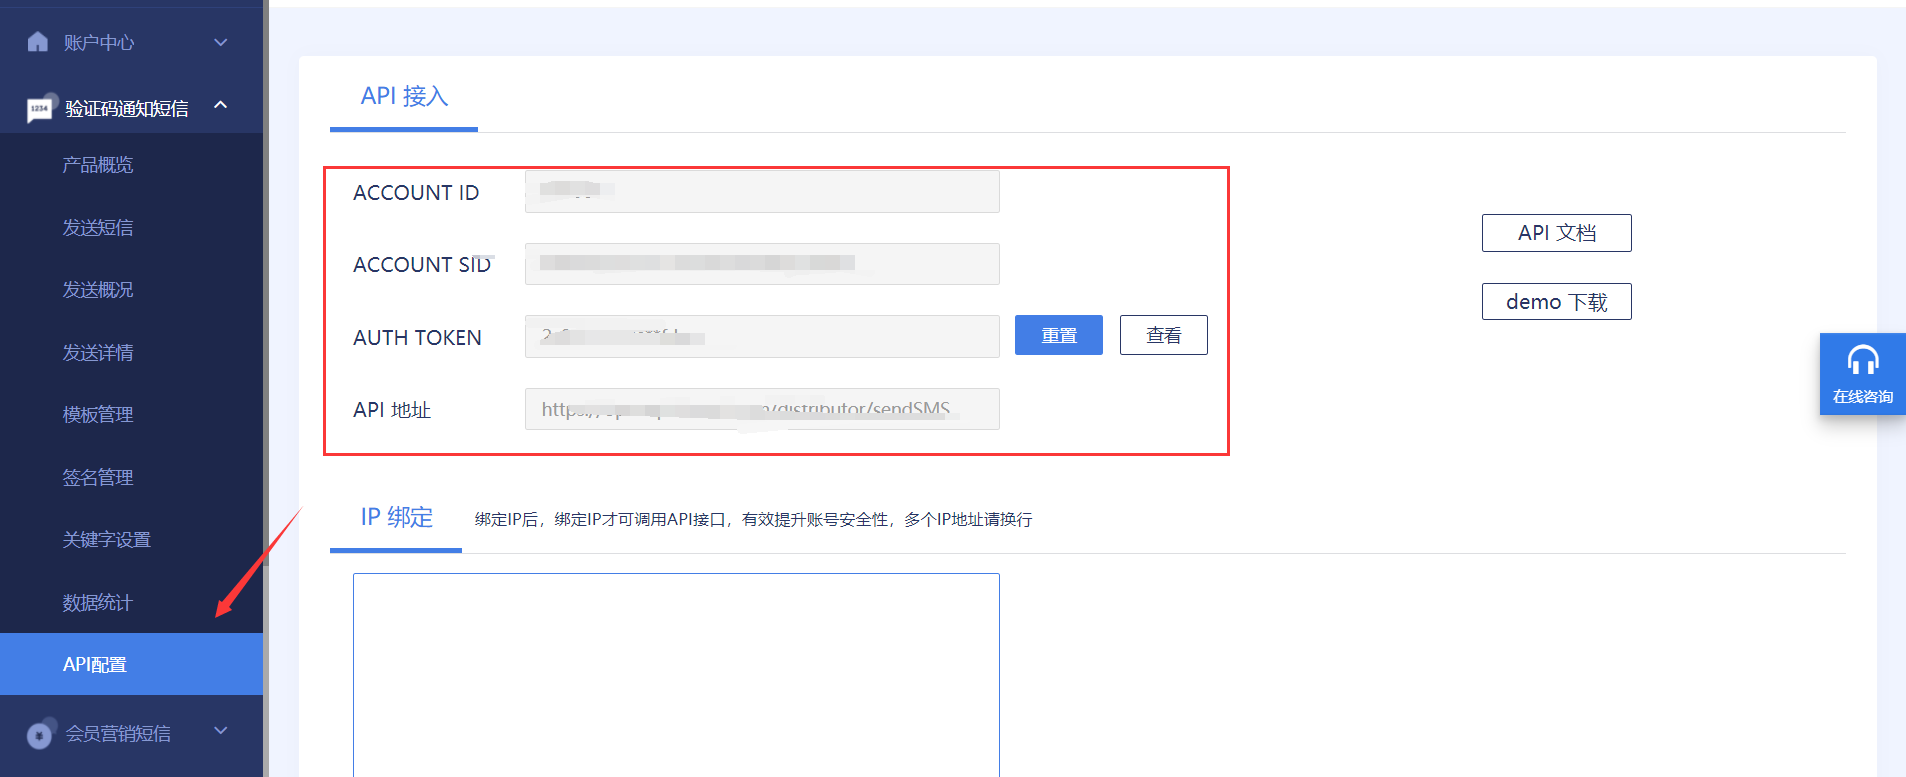 账户中心
1234
验证码通知短信
产品概览
发送短信
发送概况
发送详情
模板管理
签名管理
关键字设置
数据统计
API配置
会员营销短信
API 接入
ACCOUNT ID
ACCOUNT SID
AUTH TOKEN
重置
查看
API 地址
/distributor/sendSMS
API 文档
demo 下载
在线咨询
IP 绑定
绑定IP后，绑定IP才可调用API接口，有效提升账号安全性，多个IP地址请换行